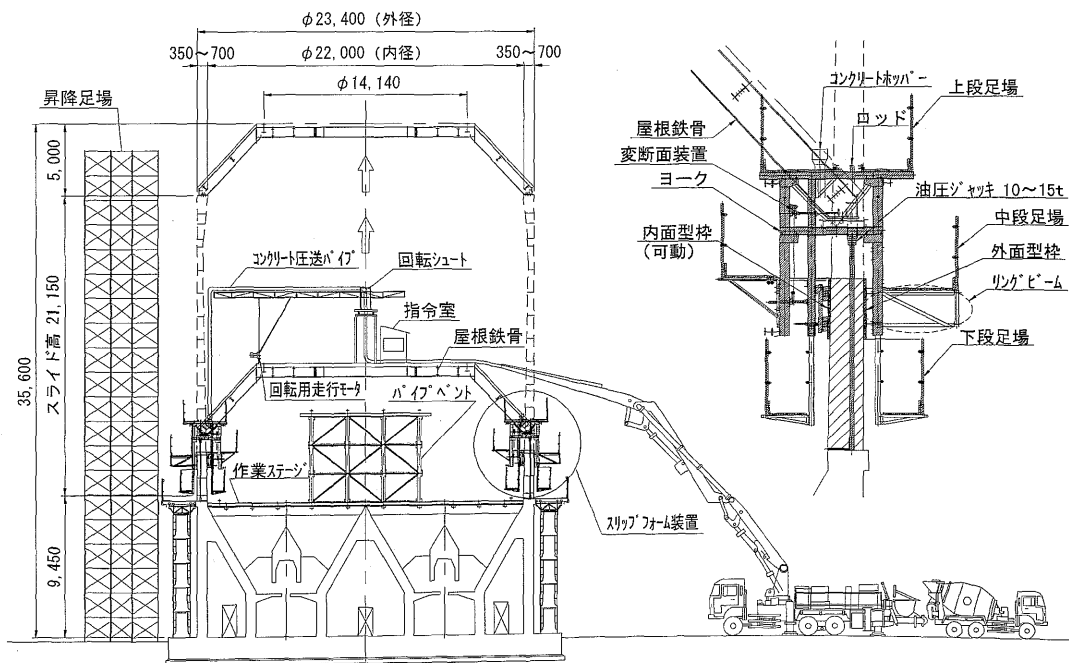 φ23,400 (外径)
350～700
φ22,000 (内径)
350～700
φ14,140
昇降足場
5,000
スライド高 21,150
35,600
9,450
コンクリート圧送パイプ
回転シュート
指令室
屋根鉄骨
回転用走行モータ
パイプベント
作業ステージ
スリップフォーム装置
コンクリートホッパー
上段足場
ロッド
屋根鉄骨
変断面装置
ヨーク
油圧ジャッキ 10～15t
内面型枠
(可動)
中段足場
外面型枠
リングビーム
下段足場